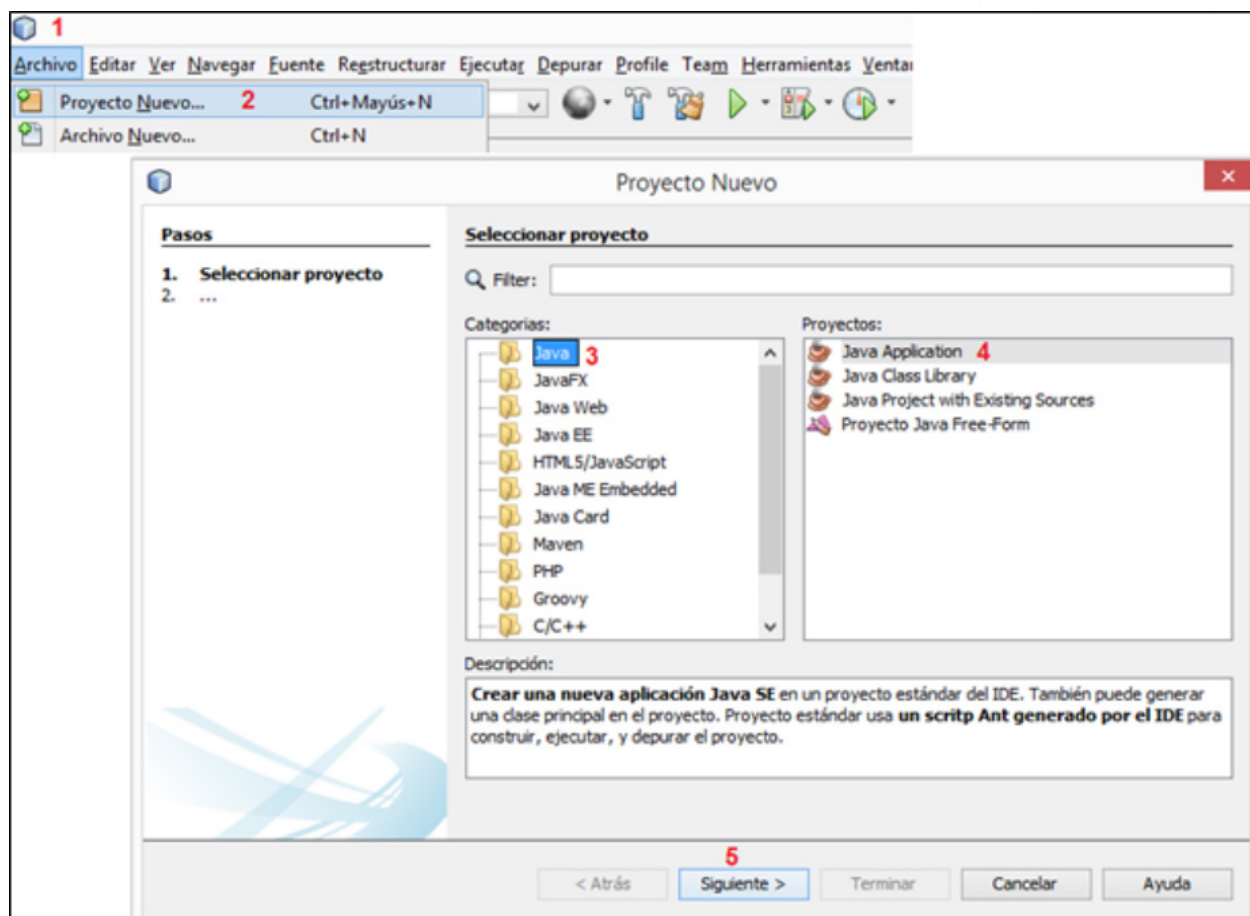 1
Archivo Editar Ver Navegar Fuente Reestructurar Ejecutar Depurar Profile Team Herramientas Ventan
Proyecto Nuevo... 2 Ctrl+Mayús+N
Archivo Nuevo... Ctrl+N
Proyecto Nuevo
Pasos
1. Seleccionar proyecto
2. ...
Seleccionar proyecto
Filter:
Categorías:
Java 3
JavaFX
Java Web
Java EE
HTML5/JavaScript
Java ME Embedded
Java Card
Maven
PHP
Groovy
C/C++
Proyectos:
Java Application 4
Java Class Library
Java Project with Existing Sources
Proyecto Java Free-Form
Descripción:
Crear una nueva aplicación Java SE en un proyecto estándar del IDE. También puede generar
una clase principal en el proyecto. Proyecto estándar usa un scritp Ant generado por el IDE para
construir, ejecutar, y depurar el proyecto.
5
< Atrás Siguiente > Terminar Cancelar Ayuda